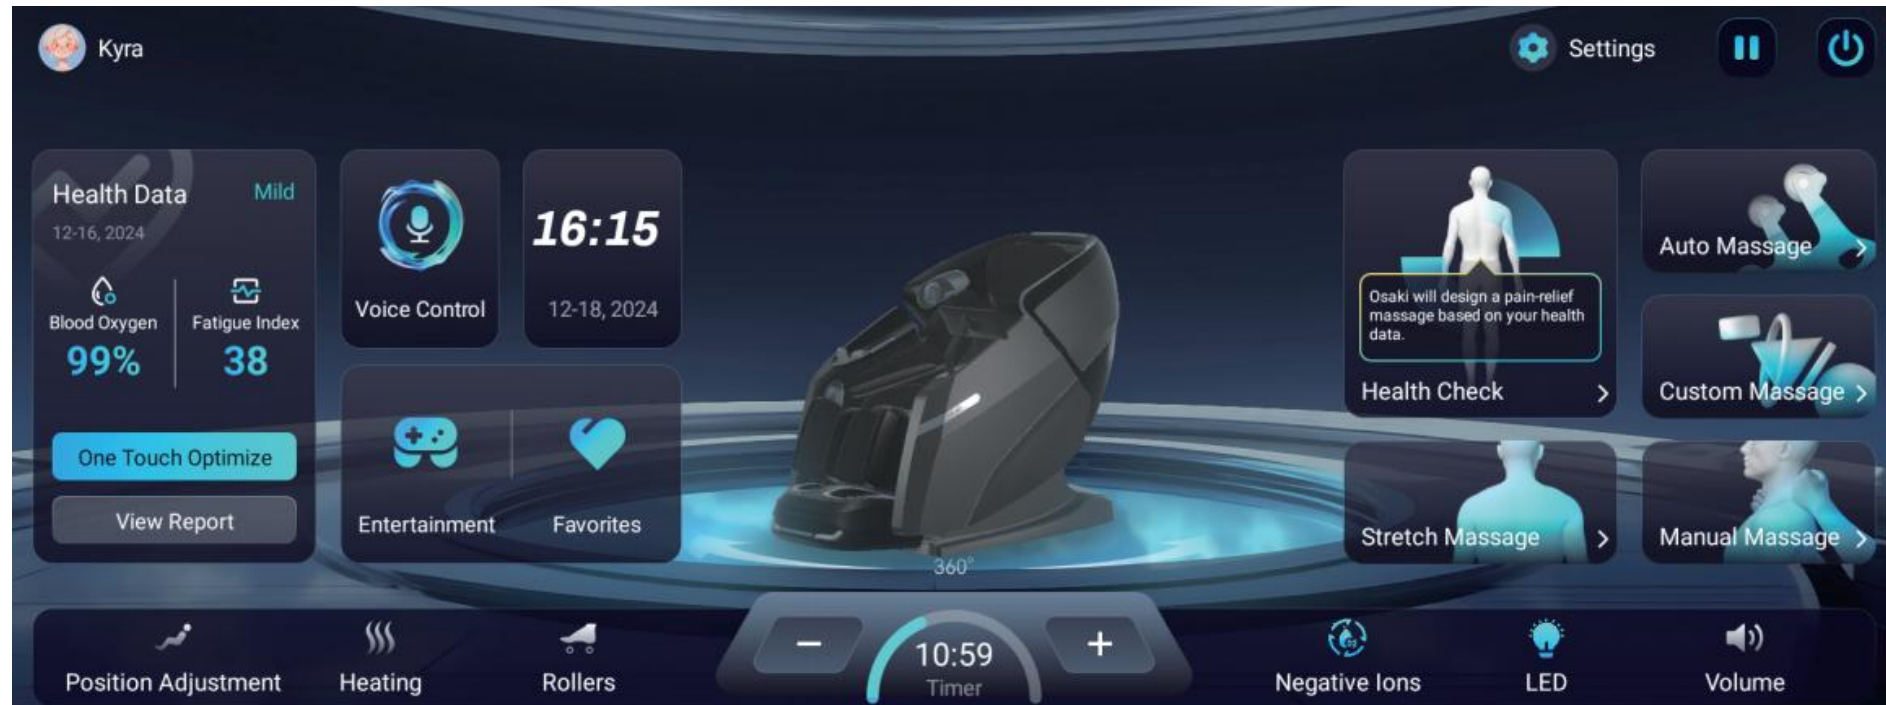 Kyra
Settings
Health Data
Mild
12-16, 2024
Blood Oxygen
Fatigue Index
99%
38
One Touch Optimize
View Report
Voice Control
16:15
12-18, 2024
Entertainment
Favorites
360°
Osaki will design a pain-relief
massage based on your health
data.
Health Check
Auto Massage
Custom Massage
Stretch Massage
Manual Massage
Position Adjustment
Heating
Rollers
10:59
Timer
Negative Ions
LED
Volume